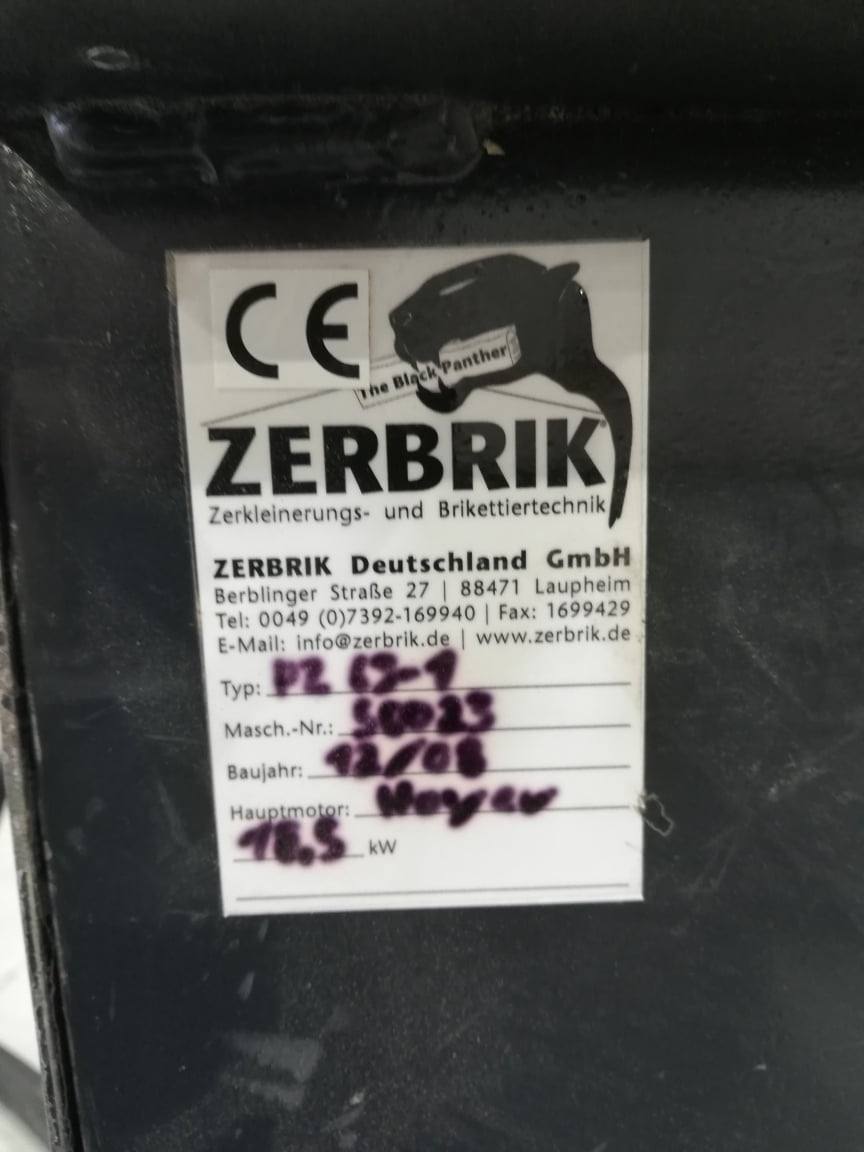 CE
The Black Panther
ZERBRIK®
Zerkleinerungs- und Brikettiertechnik
ZERBRIK Deutschland GmbH
Berblinger Straße 27 | 88471 Laupheim
Tel: 0049 (0)7392-169940 | Fax: 1699429
E-Mail: info@zerbrik.de | www.zerbrik.de
Typ: PZ
Masch.-Nr.:
Baujahr: 12/08
Hauptmotor: Hoyer
18.5 kW